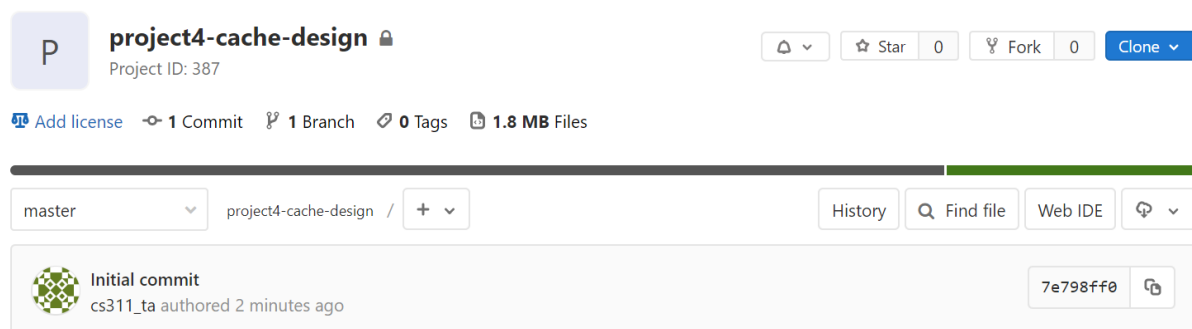 P
project4-cache-design
Project ID: 387
Star 0 Fork 0 Clone
Add license 1 Commit 1 Branch 0 Tags 1.8 MB Files
master project4-cache-design / + History Find file Web IDE
Initial commit
cs311_ta authored 2 minutes ago
7e798ff0